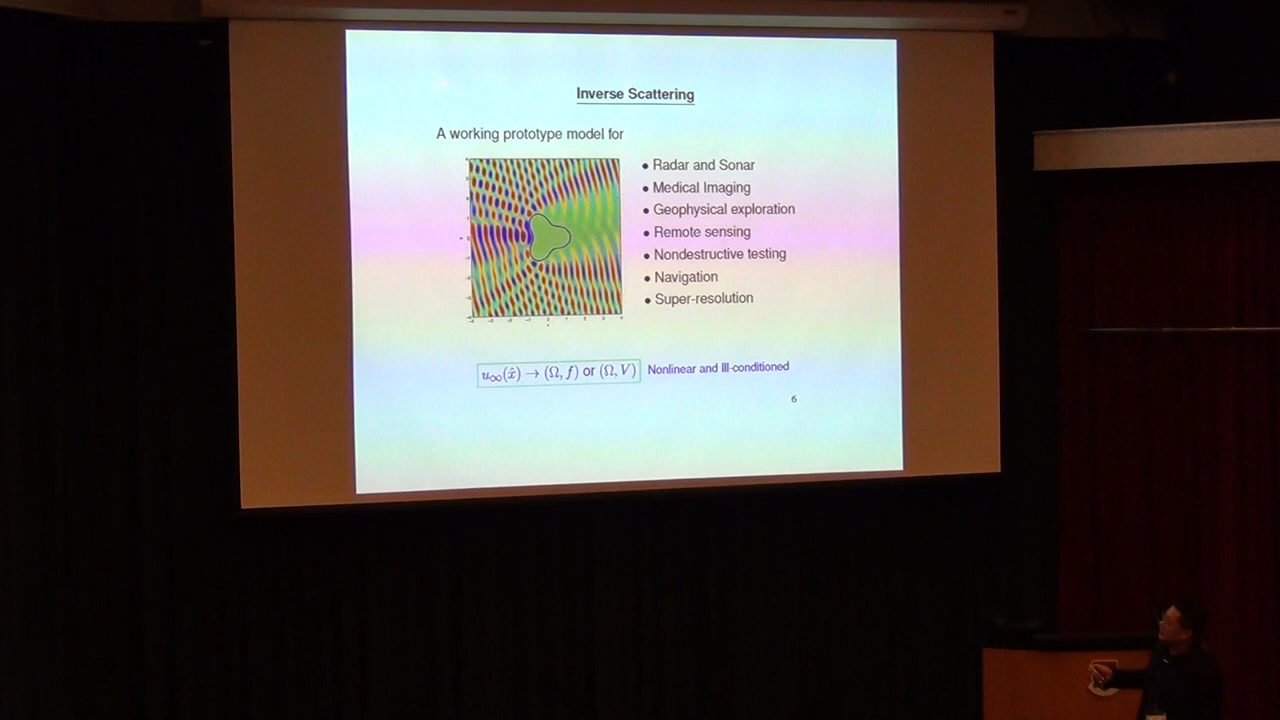 Inverse Scattering
A working prototype model for
• Radar and Sonar
• Medical Imaging
• Geophysical exploration
• Remote sensing
• Nondestructive testing
• Navigation
• Super-resolution
u∞(x̂) → (Ω, f) or (Ω, V) Nonlinear and Ill-conditioned
6